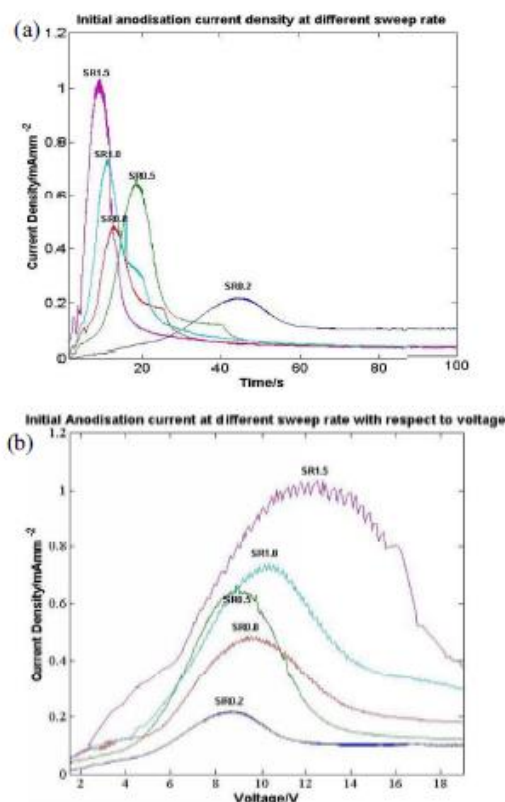 (a)
Initial anodisation current density at different sweep rate
1.2
1
0.8
0.6
0.4
0.2
0
Current Density/mAmm⁻²
SR1.5
SR1.0
SR0.5
SR0.8
SR0.2
20
40
60
80
100
Time/s
Initial Anodisation current at different sweep rate with respect to voltage
(b)
1.2
1
0.8
0.6
0.4
0.2
0
Current Density/mAmm⁻²
SR1.5
SR1.0
SR0.5
SR0.8
SR0.2
2
4
6
8
10
12
14
16
18
Voltage/V